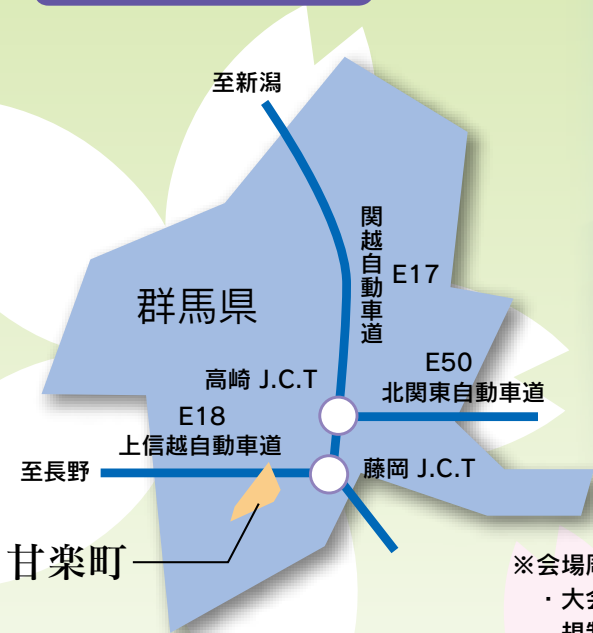 至新潟
関越自動車道
E17
群馬県
高崎 J.C.T
E50
北関東自動車道
E18
上信越自動車道
至長野
藤岡 J.C.T
甘楽町
※会場
・大会